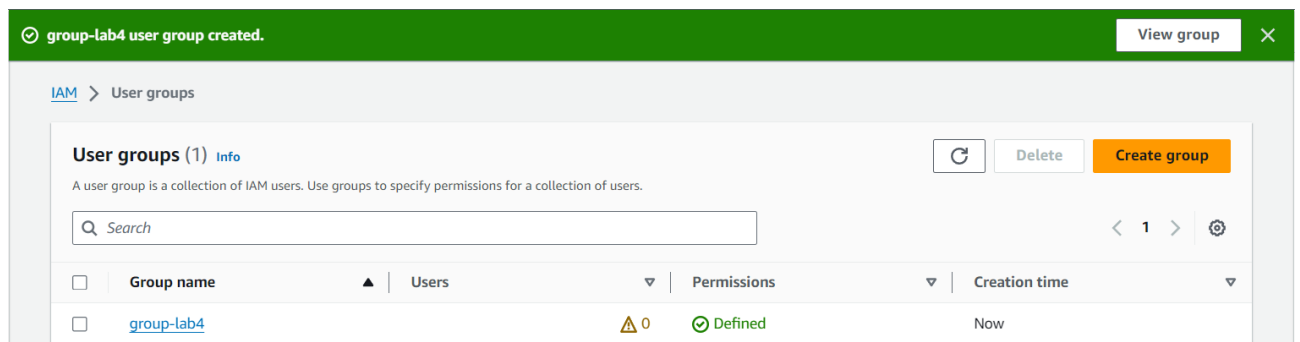 group-lab4 user group created.
View group
IAM > User groups
User groups (1) Info
Delete
Create group
A user group is a collection of IAM users. Use groups to specify permissions for a collection of users.
Search
1
Group name
Users
Permissions
Creation time
group-lab4
0
Defined
Now